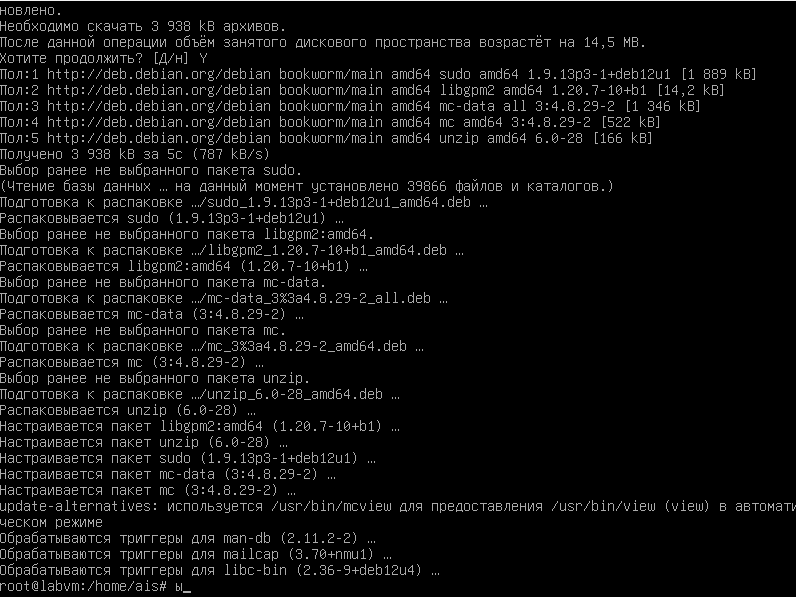 новлено.
Необходимо скачать 3 938 kB архивов.
После данной операции объём занятого дискового пространства возрастёт на 14,5 MB.
Хотите продолжить? [Д/н] Y
Пол:1 http://deb.debian.org/debian bookworm/main amd64 sudo amd64 1.9.13p3-1+deb12u1 [1 889 kB]
Пол:2 http://deb.debian.org/debian bookworm/main amd64 libgpm2 amd64 1.20.7-10+b1 [14,2 kB]
Пол:3 http://deb.debian.org/debian bookworm/main amd64 mc-data all 3:4.8.29-2 [1 346 kB]
Пол:4 http://deb.debian.org/debian bookworm/main amd64 mc amd64 3:4.8.29-2 [522 kB]
Пол:5 http://deb.debian.org/debian bookworm/main amd64 unzip amd64 6.0-28 [166 kB]
Получено 3 938 kB за 5с (787 kB/s)
Выбор ранее не выбранного пакета sudo.
(Чтение базы данных … на данный момент установлено 39866 файлов и каталогов.)
Подготовка к распаковке …/sudo_1.9.13p3-1+deb12u1_amd64.deb …
Распаковывается sudo (1.9.13p3-1+deb12u1) …
Выбор ранее не выбранного пакета libgpm2:amd64.
Подготовка к распаковке …/libgpm2_1.20.7-10+b1_amd64.deb …
Распаковывается libgpm2:amd64 (1.20.7-10+b1) …
Выбор ранее не выбранного пакета mc-data.
Подготовка к распаковке …/mc-data_3%3a4.8.29-2_all.deb …
Распаковывается mc-data (3:4.8.29-2) …
Выбор ранее не выбранного пакета mc.
Подготовка к распаковке …/mc_3%3a4.8.29-2_amd64.deb …
Распаковывается mc (3:4.8.29-2) …
Выбор ранее не выбранного пакета unzip.
Подготовка к распаковке …/unzip_6.0-28_amd64.deb …
Распаковывается unzip (6.0-28) …
Настраивается пакет libgpm2:amd64 (1.20.7-10+b1) …
Настраивается пакет unzip (6.0-28) …
Настраивается пакет sudo (1.9.13p3-1+deb12u1) …
Настраивается пакет mc-data (3:4.8.29-2) …
Настраивается пакет mc (3:4.8.29-2) …
update-alternatives: используется /usr/bin/mcview для предоставления /usr/bin/view (view) в автомати
ческом режиме
Обрабатываются триггеры для man-db (2.11.2-2) …
Обрабатываются триггеры для mailcap (3.70+nmu1) …
Обрабатываются триггеры для libc-bin (2.36-9+deb12u4) …
root@labvm:/home/ais# ы_